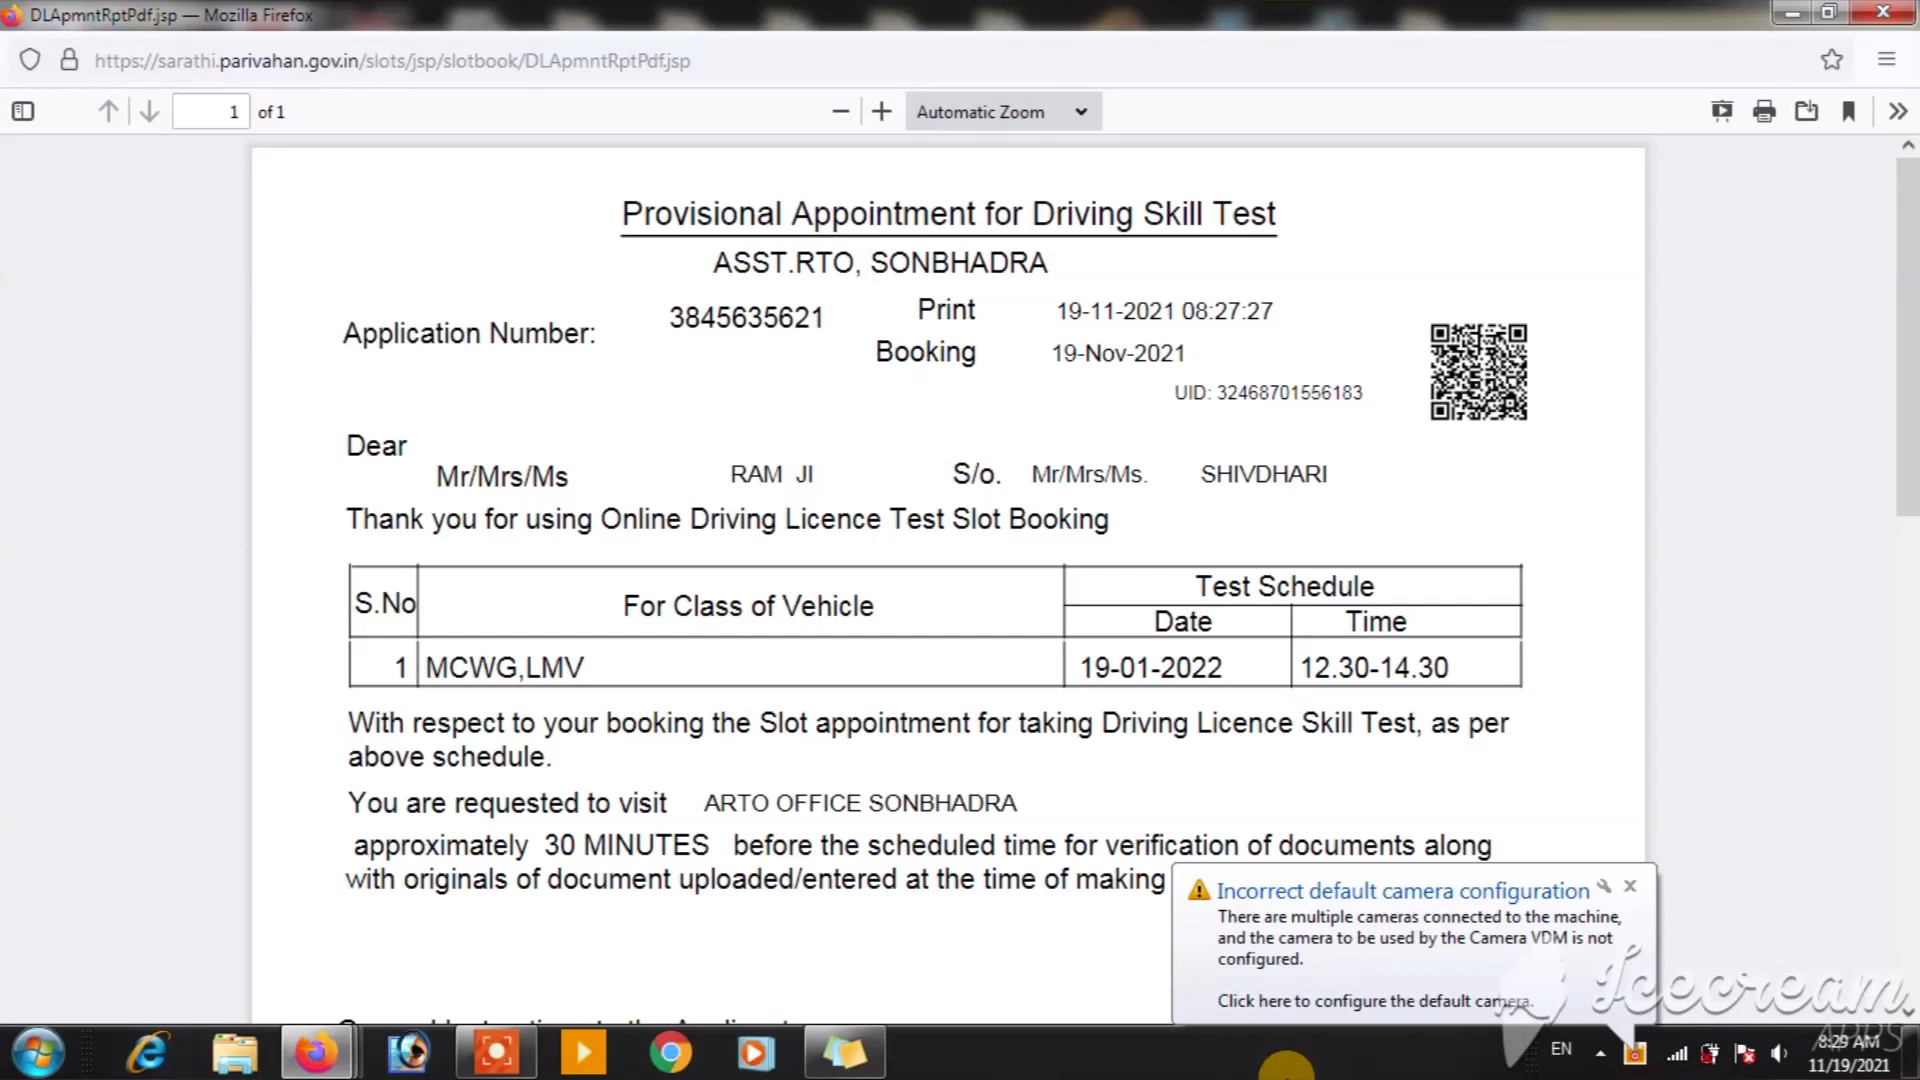 DLApmntRptPdf.jsp — Mozilla Firefox
https://sarathi.parivahan.gov.in/slots/jsp/slotbook/DLApmntRptPdf.jsp
1 of 1
Automatic Zoom
Provisional Appointment for Driving Skill Test
ASST.RTO, SONBHADRA
Application Number: 3845635621
Print 19-11-2021 08:27:27
Booking 19-Nov-2021
UID: 32468701556183
Dear
Mr/Mrs/Ms RAM JI S/o. Mr/Mrs/Ms. SHIVDHARI
Thank you for using Online Driving Licence Test Slot Booking
S.No For Class of Vehicle Test Schedule
Date Time
1 MCWG,LMV 19-01-2022 12.30-14.30
With respect to your booking the Slot appointment for taking Driving Licence Skill Test, as per
above schedule.
You are requested to visit ARTO OFFICE SONBHADRA
approximately 30 MINUTES before the scheduled time for verification of documents along
with originals of document uploaded/entered at the time of making
Incorrect default camera configuration
There are multiple cameras connected to the machine,
and the camera to be used by the Camera VDM is not
configured.
Click here to configure the default camera.
Icecream
APPS
EN
8:29 AM
11/19/2021